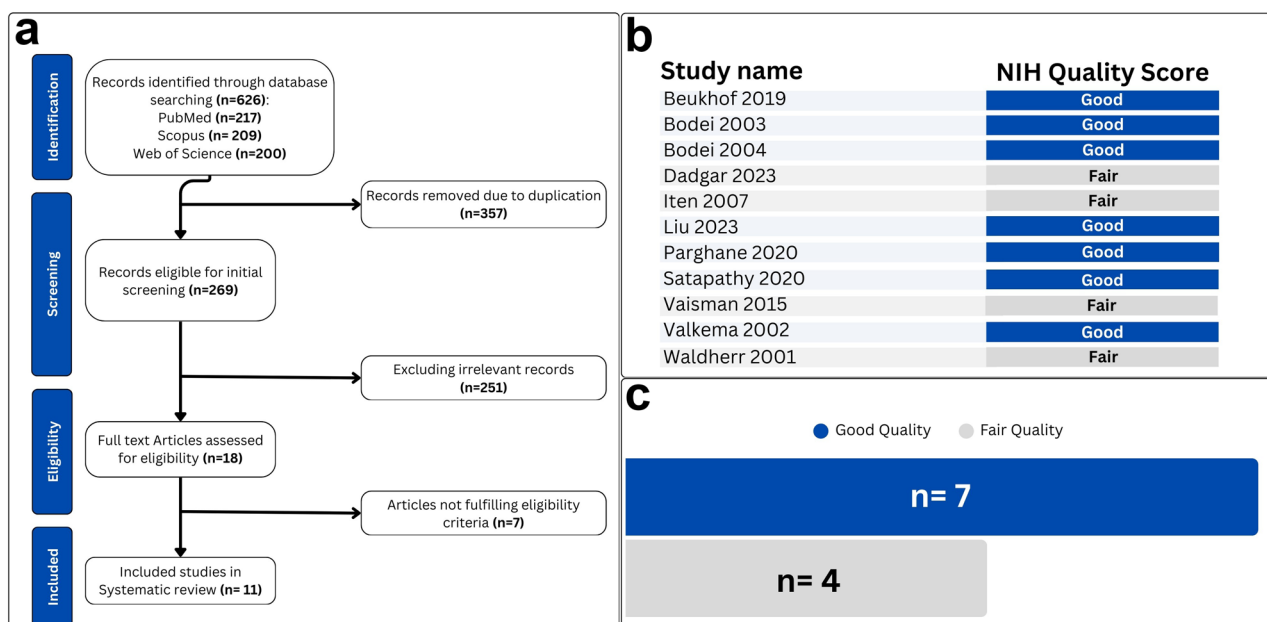 a
Identification
Records identified through database
searching (n=626):
PubMed (n=217)
Scopus (n= 209)
Web of Science (n=200)
Records removed due to duplication
(n=357)
Screening
Records eligible for initial
screening (n=269)
Excluding irrelevant records
(n=251)
Eligibility
Full text Articles assessed
for eligibility (n=18)
Articles not fulfilling eligibility
criteria (n=7)
Included
Included studies in
Systematic review (n= 11)
b
Study name NIH Quality Score
Beukhof 2019 Good
Bodei 2003 Good
Bodei 2004 Good
Dadgar 2023 Fair
Iten 2007 Fair
Liu 2023 Good
Parghane 2020 Good
Satapathy 2020 Good
Vaisman 2015 Fair
Valkema 2002 Good
Waldherr 2001 Fair
c
Good Quality Fair Quality
n= 7
n= 4